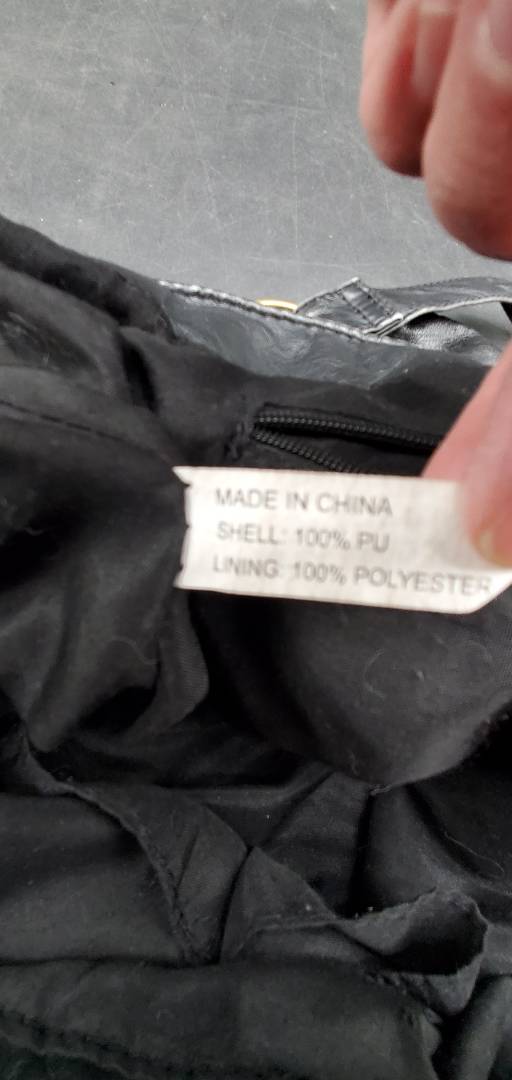 MADE IN CHINA
SHELL: 100% PU
LINING: 100% POLYESTER